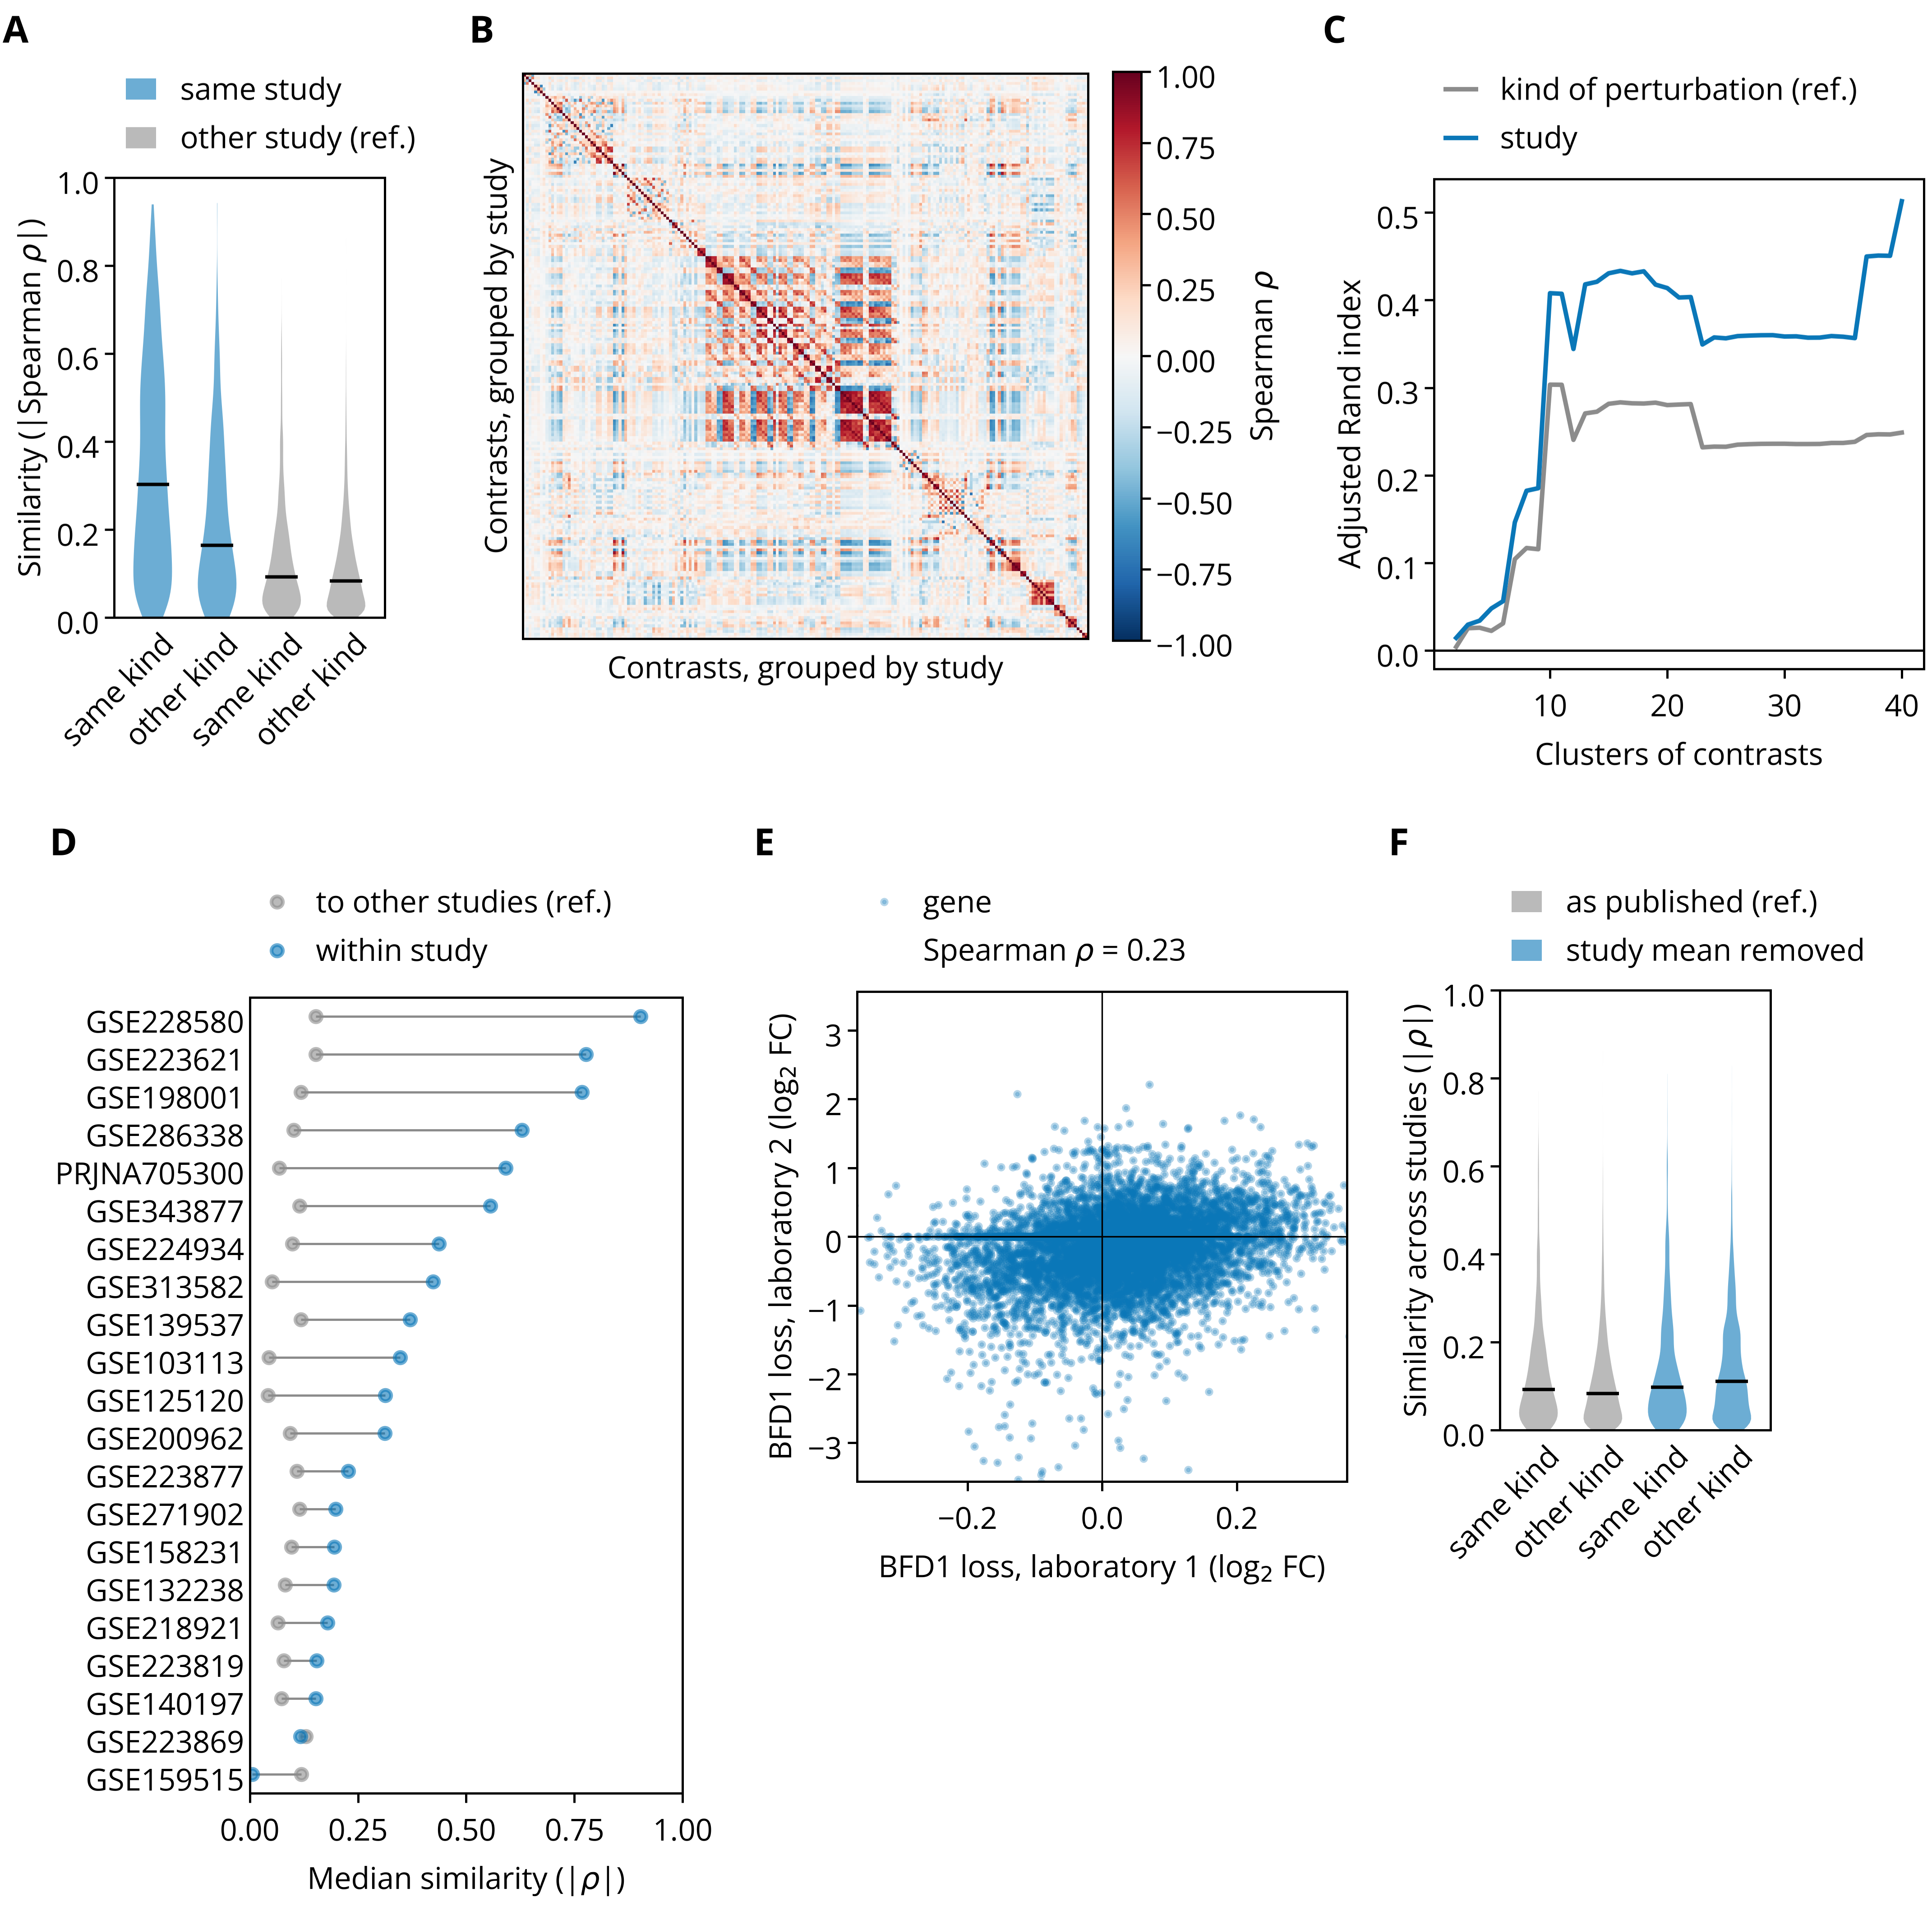 A
same study
other study (ref.)
Similarity (|Spearman ρ|)
1.0
0.8
0.6
0.4
0.2
0.0
same kind
other kind
same kind
other kind
B
Contrasts, grouped by study
Contrasts, grouped by study
1.00
0.75
0.50
0.25
0.00
−0.25
−0.50
−0.75
−1.00
Spearman ρ
C
kind of perturbation (ref.)
study
Adjusted Rand index
0.5
0.4
0.3
0.2
0.1
0.0
10 20 30 40
Clusters of contrasts
D
to other studies (ref.)
within study
GSE228580
GSE223621
GSE198001
GSE286338
PRJNA705300
GSE343877
GSE224934
GSE313582
GSE139537
GSE103113
GSE125120
GSE200962
GSE223877
GSE271902
GSE158231
GSE132238
GSE218921
GSE223819
GSE140197
GSE223869
GSE159515
0.00 0.25 0.50 0.75 1.00
Median similarity (|ρ|)
E
gene
Spearman ρ = 0.23
BFD1 loss, laboratory 2 (log₂ FC)
3
2
1
0
−1
−2
−3
−0.2 0.0 0.2
BFD1 loss, laboratory 1 (log₂ FC)
F
as published (ref.)
study mean removed
Similarity across studies (|ρ|)
1.0
0.8
0.6
0.4
0.2
0.0
same kind
other kind
same kind
other kind